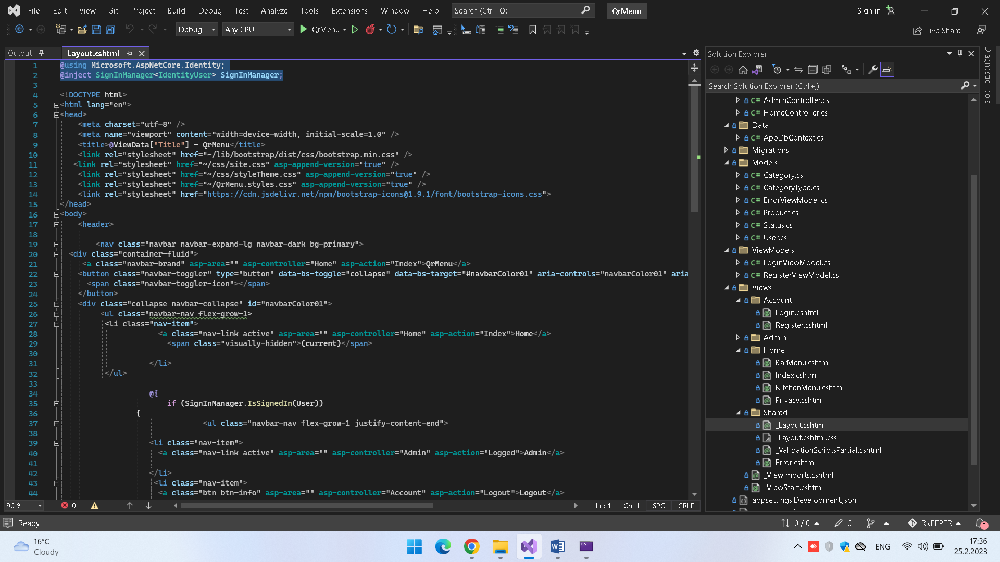 File Edit View Git Project Build Debug Test Analyze Tools Extensions Window Help Search (Ctrl+Q) QrMenu Sign in
Debug Any CPU QrMenu Live Share
Output _Layout.cshtml
1 @using Microsoft.AspNetCore.Identity;
2 @inject SignInManager<IdentityUser> SignInManager;
3
4 <!DOCTYPE html>
5 <html lang="en">
6 <head>
7 <meta charset="utf-8" />
8 <meta name="viewport" content="width=device-width, initial-scale=1.0" />
9 <title>@ViewData["Title"] - QrMenu</title>
10 <link rel="stylesheet" href="~/lib/bootstrap/dist/css/bootstrap.min.css" />
11 <link rel="stylesheet" href="~/css/site.css" asp-append-version="true" />
12 <link rel="stylesheet" href="~/css/styleTheme.css" asp-append-version="true" />
13 <link rel="stylesheet" href="~/QrMenu.styles.css" asp-append-version="true" />
14 <link rel="stylesheet" href="https://cdn.jsdelivr.net/npm/bootstrap-icons@1.9.1/font/bootstrap-icons.css">
15 </head>
16 <body>
17 <header>
18
19 <nav class="navbar navbar-expand-lg navbar-dark bg-primary">
20 <div class="container-fluid">
21 <a class="navbar-brand" asp-area="" asp-controller="Home" asp-action="Index">QrMenu</a>
22 <button class="navbar-toggler" type="button" data-bs-toggle="collapse" data-bs-target="#navbarColor01" aria-controls="navbarColor01" aria
23 <span class="navbar-toggler-icon"></span>
24 </button>
25 <div class="collapse navbar-collapse" id="navbarColor01">
26 <ul class="navbar-nav flex-grow-1>
27 <li class="nav-item">
28 <a class="nav-link active" asp-area="" asp-controller="Home" asp-action="Index">Home</a>
29 <span class="visually-hidden">(current)</span>
30
31 </li>
32 </ul>
33
34 @{
35 if (SignInManager.IsSignedIn(User))
36 {
37 <ul class="navbar-nav flex-grow-1 justify-content-end">
38
39 <li class="nav-item">
40 <a class="nav-link active" asp-area="" asp-controller="Admin" asp-action="Logged">Admin</a>
41
42 </li>
43 <li class="nav-item">
44 <a class="btn btn-info" asp-area="" asp-controller="Account" asp-action="Logout">Logout</a>
90 % 0 1 Ln: 1 Ch: 1 SPC CRLF
Solution Explorer
Search Solution Explorer (Ctrl+;)
C# AdminController.cs
C# HomeController.cs
Data
C# AppDbContext.cs
Migrations
Models
C# Category.cs
C# CategoryType.cs
C# ErrorViewModel.cs
C# Product.cs
C# Status.cs
C# User.cs
ViewModels
C# LoginViewModel.cs
C# RegisterViewModel.cs
Views
Account
Login.cshtml
Register.cshtml
Admin
Home
BarMenu.cshtml
Index.cshtml
KitchenMenu.cshtml
Privacy.cshtml
Shared
_Layout.cshtml
_Layout.cshtml.css
_ValidationScriptsPartial.cshtml
Error.cshtml
_ViewImports.cshtml
_ViewStart.cshtml
appsettings.Development.json
Diagnostic Tools
Ready 0 / 0 0 RKEEPER 2
16°C
Cloudy
ENG
17:36
25.2.2023